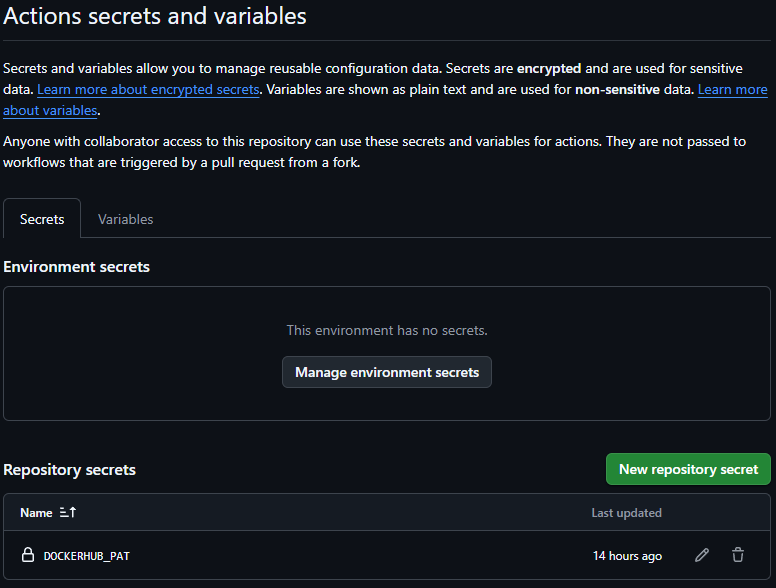 Actions secrets and variables
Secrets and variables allow you to manage reusable configuration data. Secrets are encrypted and are used for sensitive
data. Learn more about encrypted secrets. Variables are shown as plain text and are used for non-sensitive data. Learn more
about variables.
Anyone with collaborator access to this repository can use these secrets and variables for actions. They are not passed to
workflows that are triggered by a pull request from a fork.
Secrets Variables
Environment secrets
This environment has no secrets.
Manage environment secrets
Repository secrets New repository secret
Name Last updated
DOCKERHUB_PAT 14 hours ago